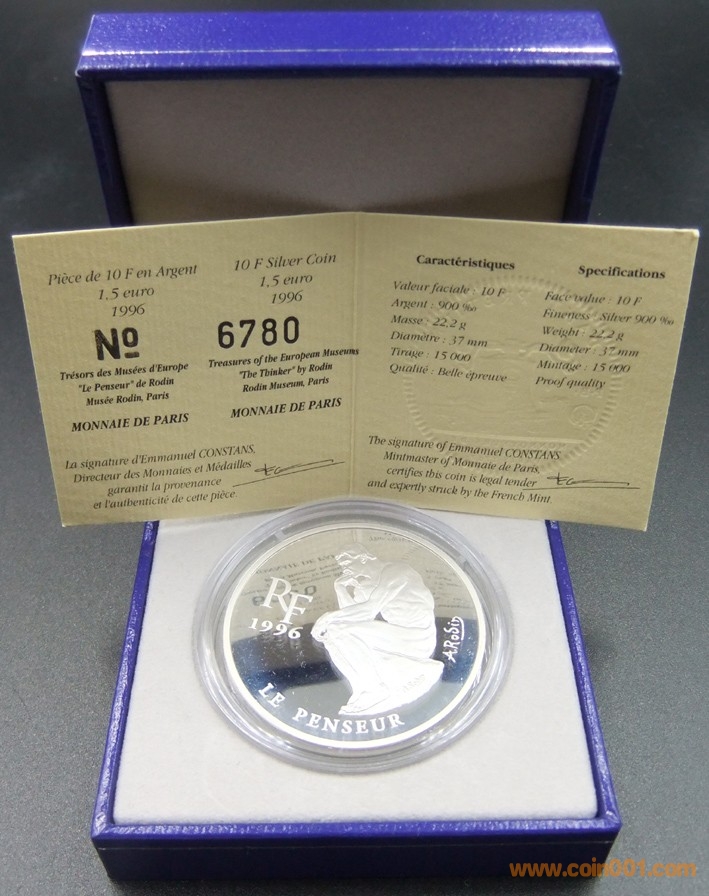 Pièce de 10 F en Argent
1,5 euro
1996
Nº
Trésors des Musées d'Europe
"Le Penseur" de Rodin
Musée Rodin, Paris
MONNAIE DE PARIS
La signature d'Emmanuel CONSTANS,
Directeur des Monnaies et Médailles
garantit la provenance
et l'authenticité de cette pièce.
10 F Silver Coin
1,5 euro
1996
6780
Treasures of the European Museums
"The Thinker" by Rodin
Rodin Museum, Paris
MONNAIE DE PARIS
Caractéristiques
Valeur faciale : 10 F
Argent : 900 ‰
Masse : 22,2 g
Diamètre : 37 mm
Tirage : 15 000
Qualité : Belle épreuve
Specifications
Face value : 10 F
Fineness : Silver 900 ‰
Weight : 22,2 g
Diameter : 37 mm
Mintage : 15 000
Proof quality
The signature of Emmanuel CONSTANS,
Mintmaster of Monnaie de Paris,
certifies this coin is legal tender
and expertly struck by the French Mint.
RF
1996
A.Rodin
LE PENSEUR
www.coin001.com